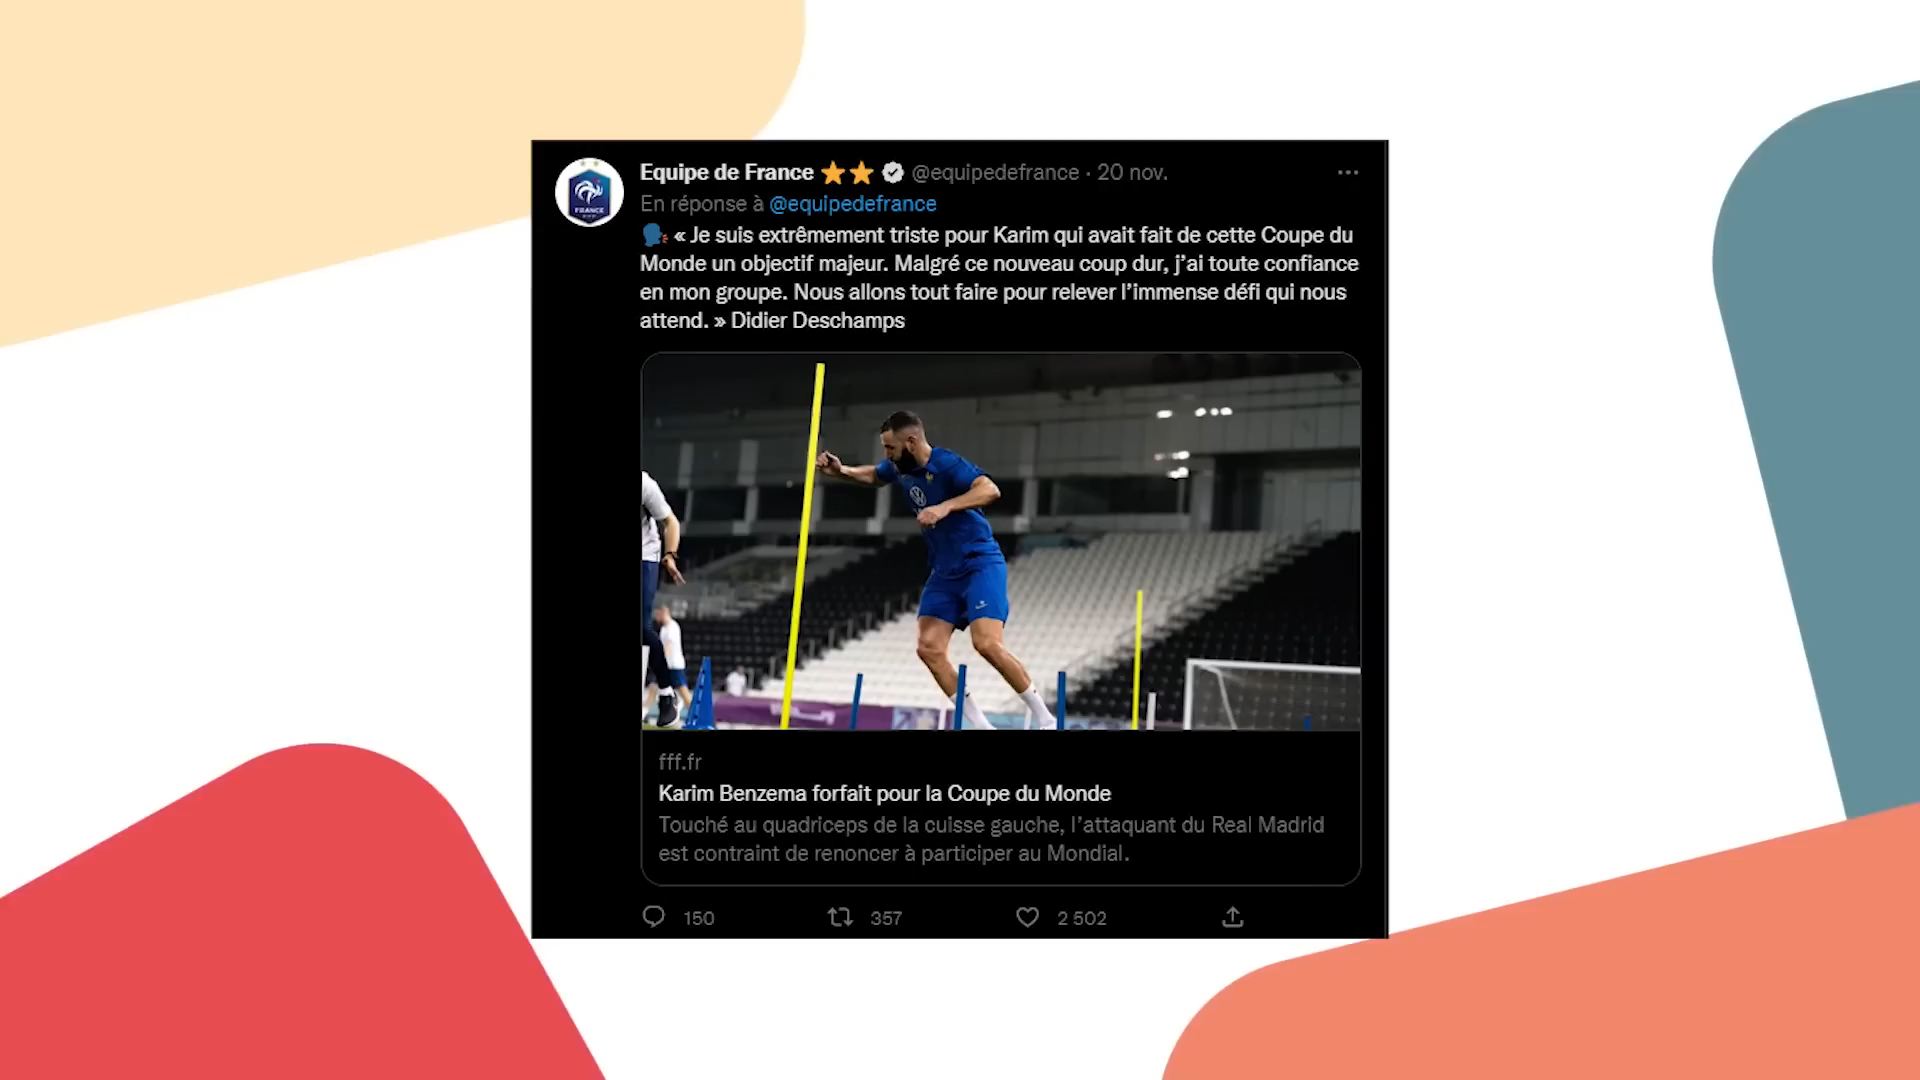 Equipe de France ⭐⭐ @equipedefrance · 20 nov.
En réponse à @equipedefrance
🗣 « Je suis extrêmement triste pour Karim qui avait fait de cette Coupe du
Monde un objectif majeur. Malgré ce nouveau coup dur, j’ai toute confiance
en mon groupe. Nous allons tout faire pour relever l’immense défi qui nous
attend. » Didier Deschamps
FRANCE
fff.fr
Karim Benzema forfait pour la Coupe du Monde
Touché au quadriceps de la cuisse gauche, l’attaquant du Real Madrid
est contraint de renoncer à participer au Mondial.
150 357 2 502